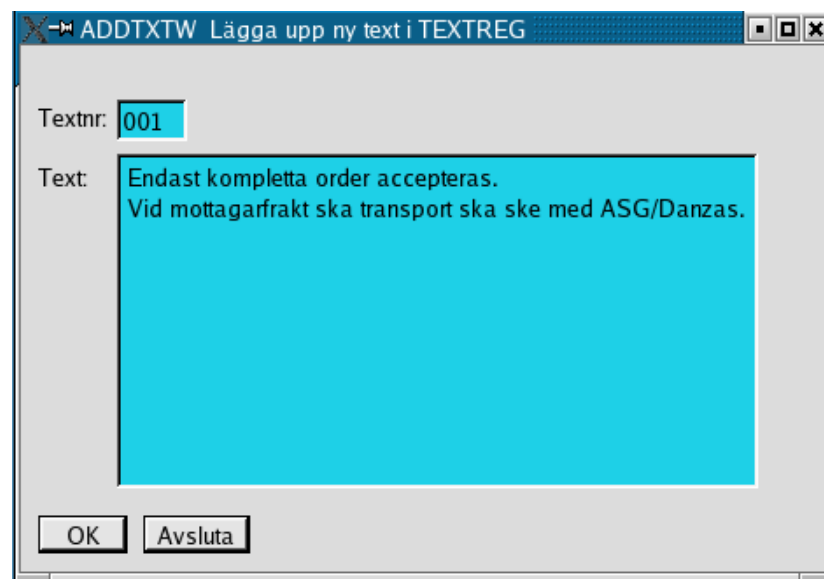 ADDTXTW Lägga upp ny text i TEXTREG
Textnr: 001
Text: Endast kompletta order accepteras.
Vid mottagarfrakt ska transport ska ske med ASG/Danzas.
OK Avsluta